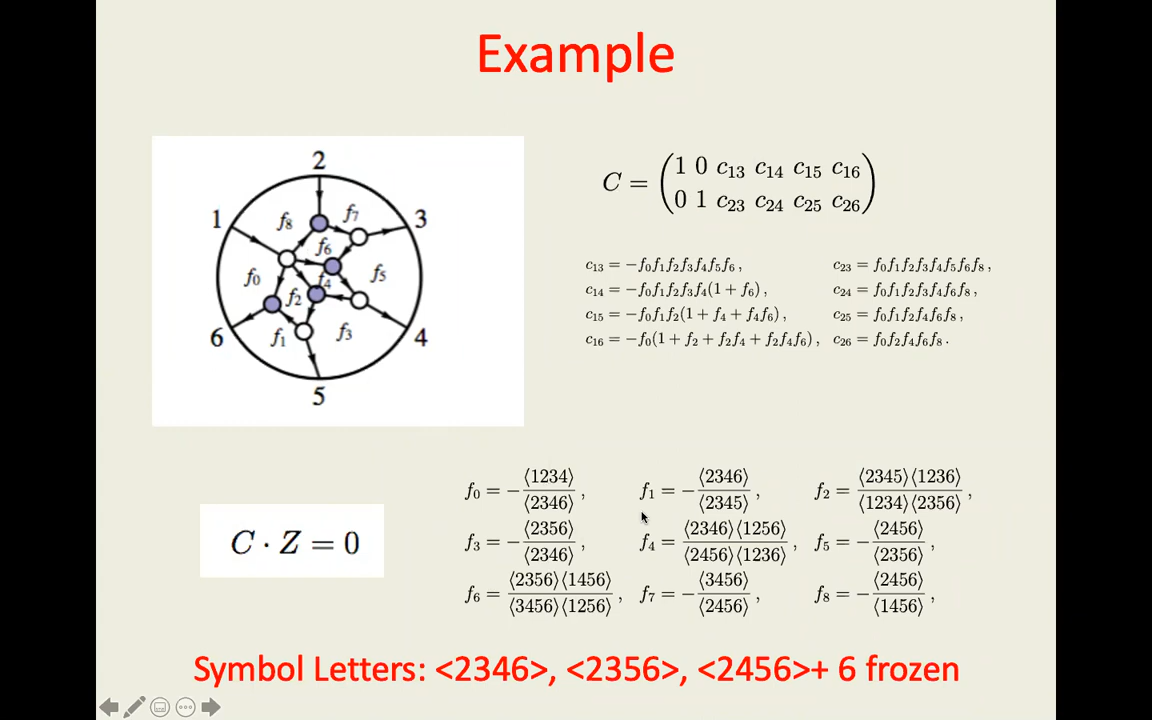 Example
2
1
3
f8
f7
f6
f0
f5
f4
f2
f1
f3
6
4
5
C = (1 0 c13 c14 c15 c16
0 1 c23 c24 c25 c26)
c13 = −f0f1f2f3f4f5f6 , c23 = f0f1f2f3f4f5f6f8 ,
c14 = −f0f1f2f3f4(1 + f6) , c24 = f0f1f2f3f4f6f8 ,
c15 = −f0f1f2(1 + f4 + f4f6) , c25 = f0f1f2f4f6f8 ,
c16 = −f0(1 + f2 + f2f4 + f2f4f6) , c26 = f0f2f4f6f8 .
C · Z = 0
f0 = −⟨1234⟩/⟨2346⟩ , f1 = −⟨2346⟩/⟨2345⟩ , f2 = ⟨2345⟩⟨1236⟩/⟨1234⟩⟨2356⟩ ,
f3 = −⟨2356⟩/⟨2346⟩ , f4 = ⟨2346⟩⟨1256⟩/⟨2456⟩⟨1236⟩ , f5 = −⟨2456⟩/⟨2356⟩ ,
f6 = ⟨2356⟩⟨1456⟩/⟨3456⟩⟨1256⟩ , f7 = −⟨3456⟩/⟨2456⟩ , f8 = −⟨2456⟩/⟨1456⟩ ,
Symbol Letters: <2346>, <2356>, <2456>+ 6 frozen